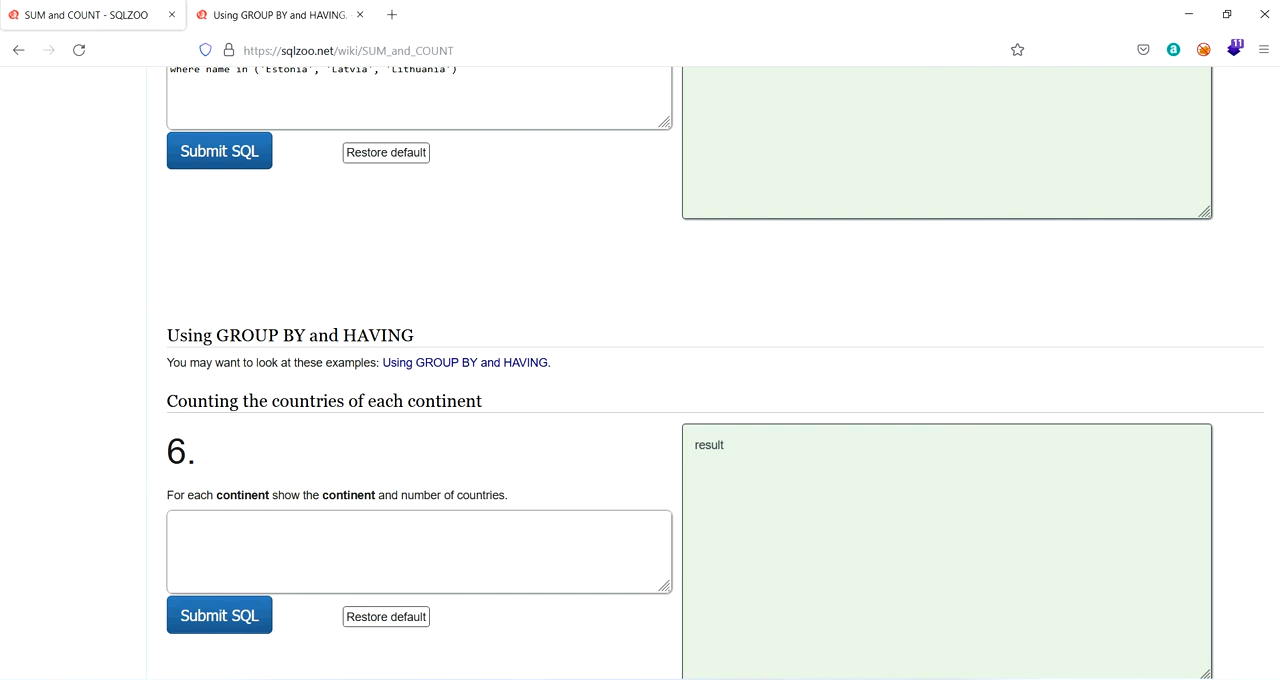 SUM and COUNT - SQLZOO
Using GROUP BY and HAVING.
https://sqlzoo.net/wiki/SUM_and_COUNT
11
where name in ('Estonia', 'Latvia', 'Lithuania')
Submit SQL
Restore default
Using GROUP BY and HAVING
You may want to look at these examples: Using GROUP BY and HAVING.
Counting the countries of each continent
6.
result
For each continent show the continent and number of countries.
Submit SQL
Restore default